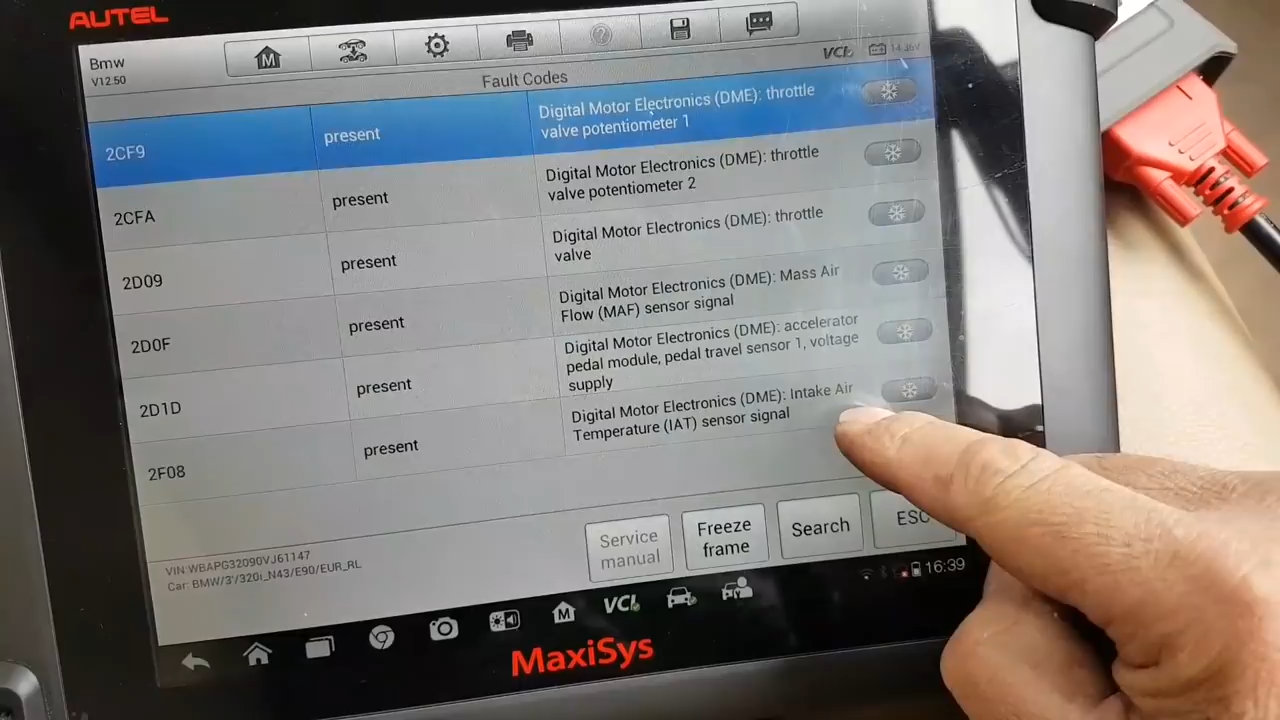 AUTEL
Bmw
V12.50
M
VCI
14.36V
Fault Codes
2CF9
present
Digital Motor Electronics (DME): throttle
valve potentiometer 1
2CFA
present
Digital Motor Electronics (DME): throttle
valve potentiometer 2
2D09
present
Digital Motor Electronics (DME): throttle
valve
2D0F
present
Digital Motor Electronics (DME): Mass Air
Flow (MAF) sensor signal
2D1D
present
Digital Motor Electronics (DME): accelerator
pedal module, pedal travel sensor 1, voltage
supply
2F08
present
Digital Motor Electronics (DME): Intake Air
Temperature (IAT) sensor signal
Service
manual
Freeze
frame
Search
ESC
VIN:WBAPG32090VJ61147
Car: BMW/3'/320i_N43/E90/EUR_RL
M
VCI
16:39
MaxiSys